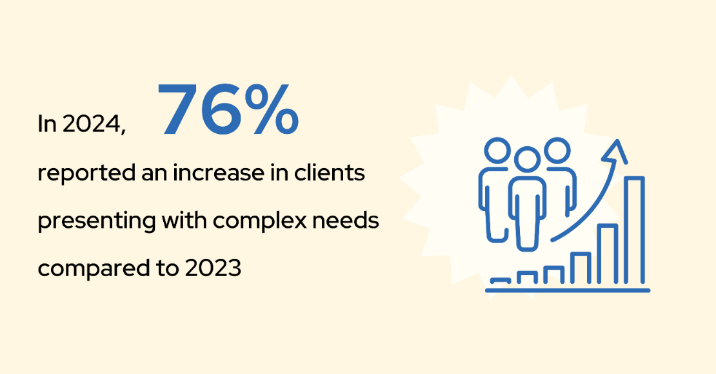 In 2024, 76%
reported an increase in clients
presenting with complex needs
compared to 2023